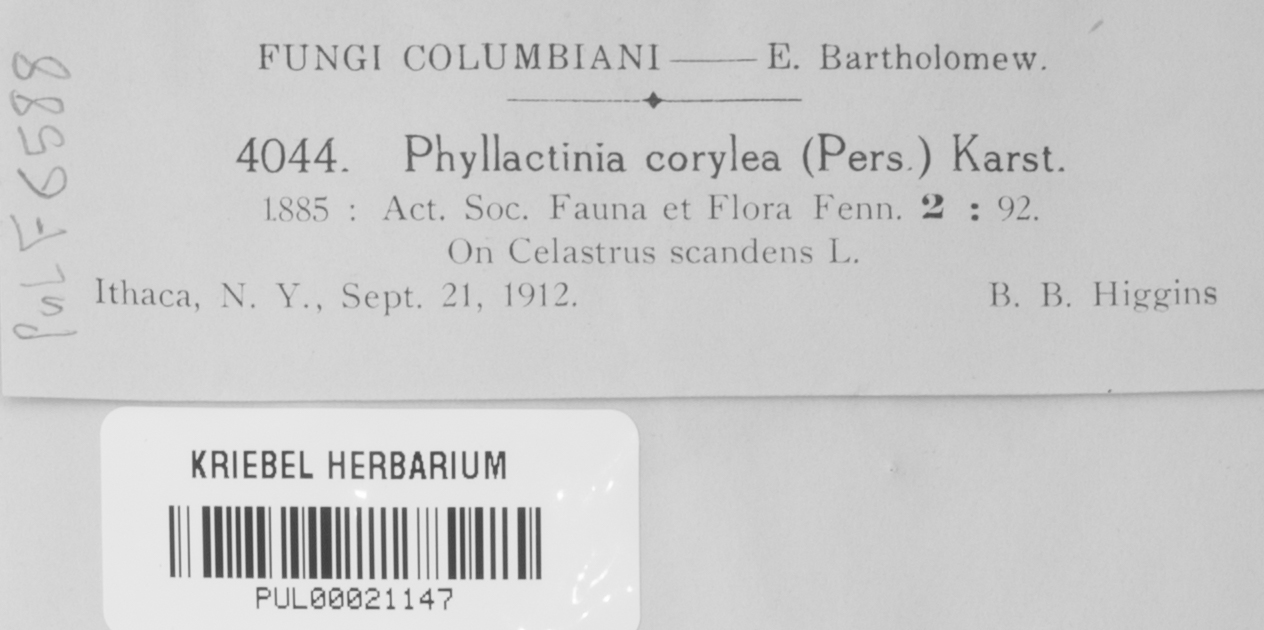 FUNGI COLUMBIANI —— E. Bartholomew.
4044. Phyllactinia corylea (Pers.) Karst.
1885 : Act. Soc. Fauna et Flora Fenn. 2 : 92.
On Celastrus scandens L.
Ithaca, N. Y., Sept. 21, 1912. B. B. Higgins
PUL F6588
KRIEBEL HERBARIUM
PUL00021147